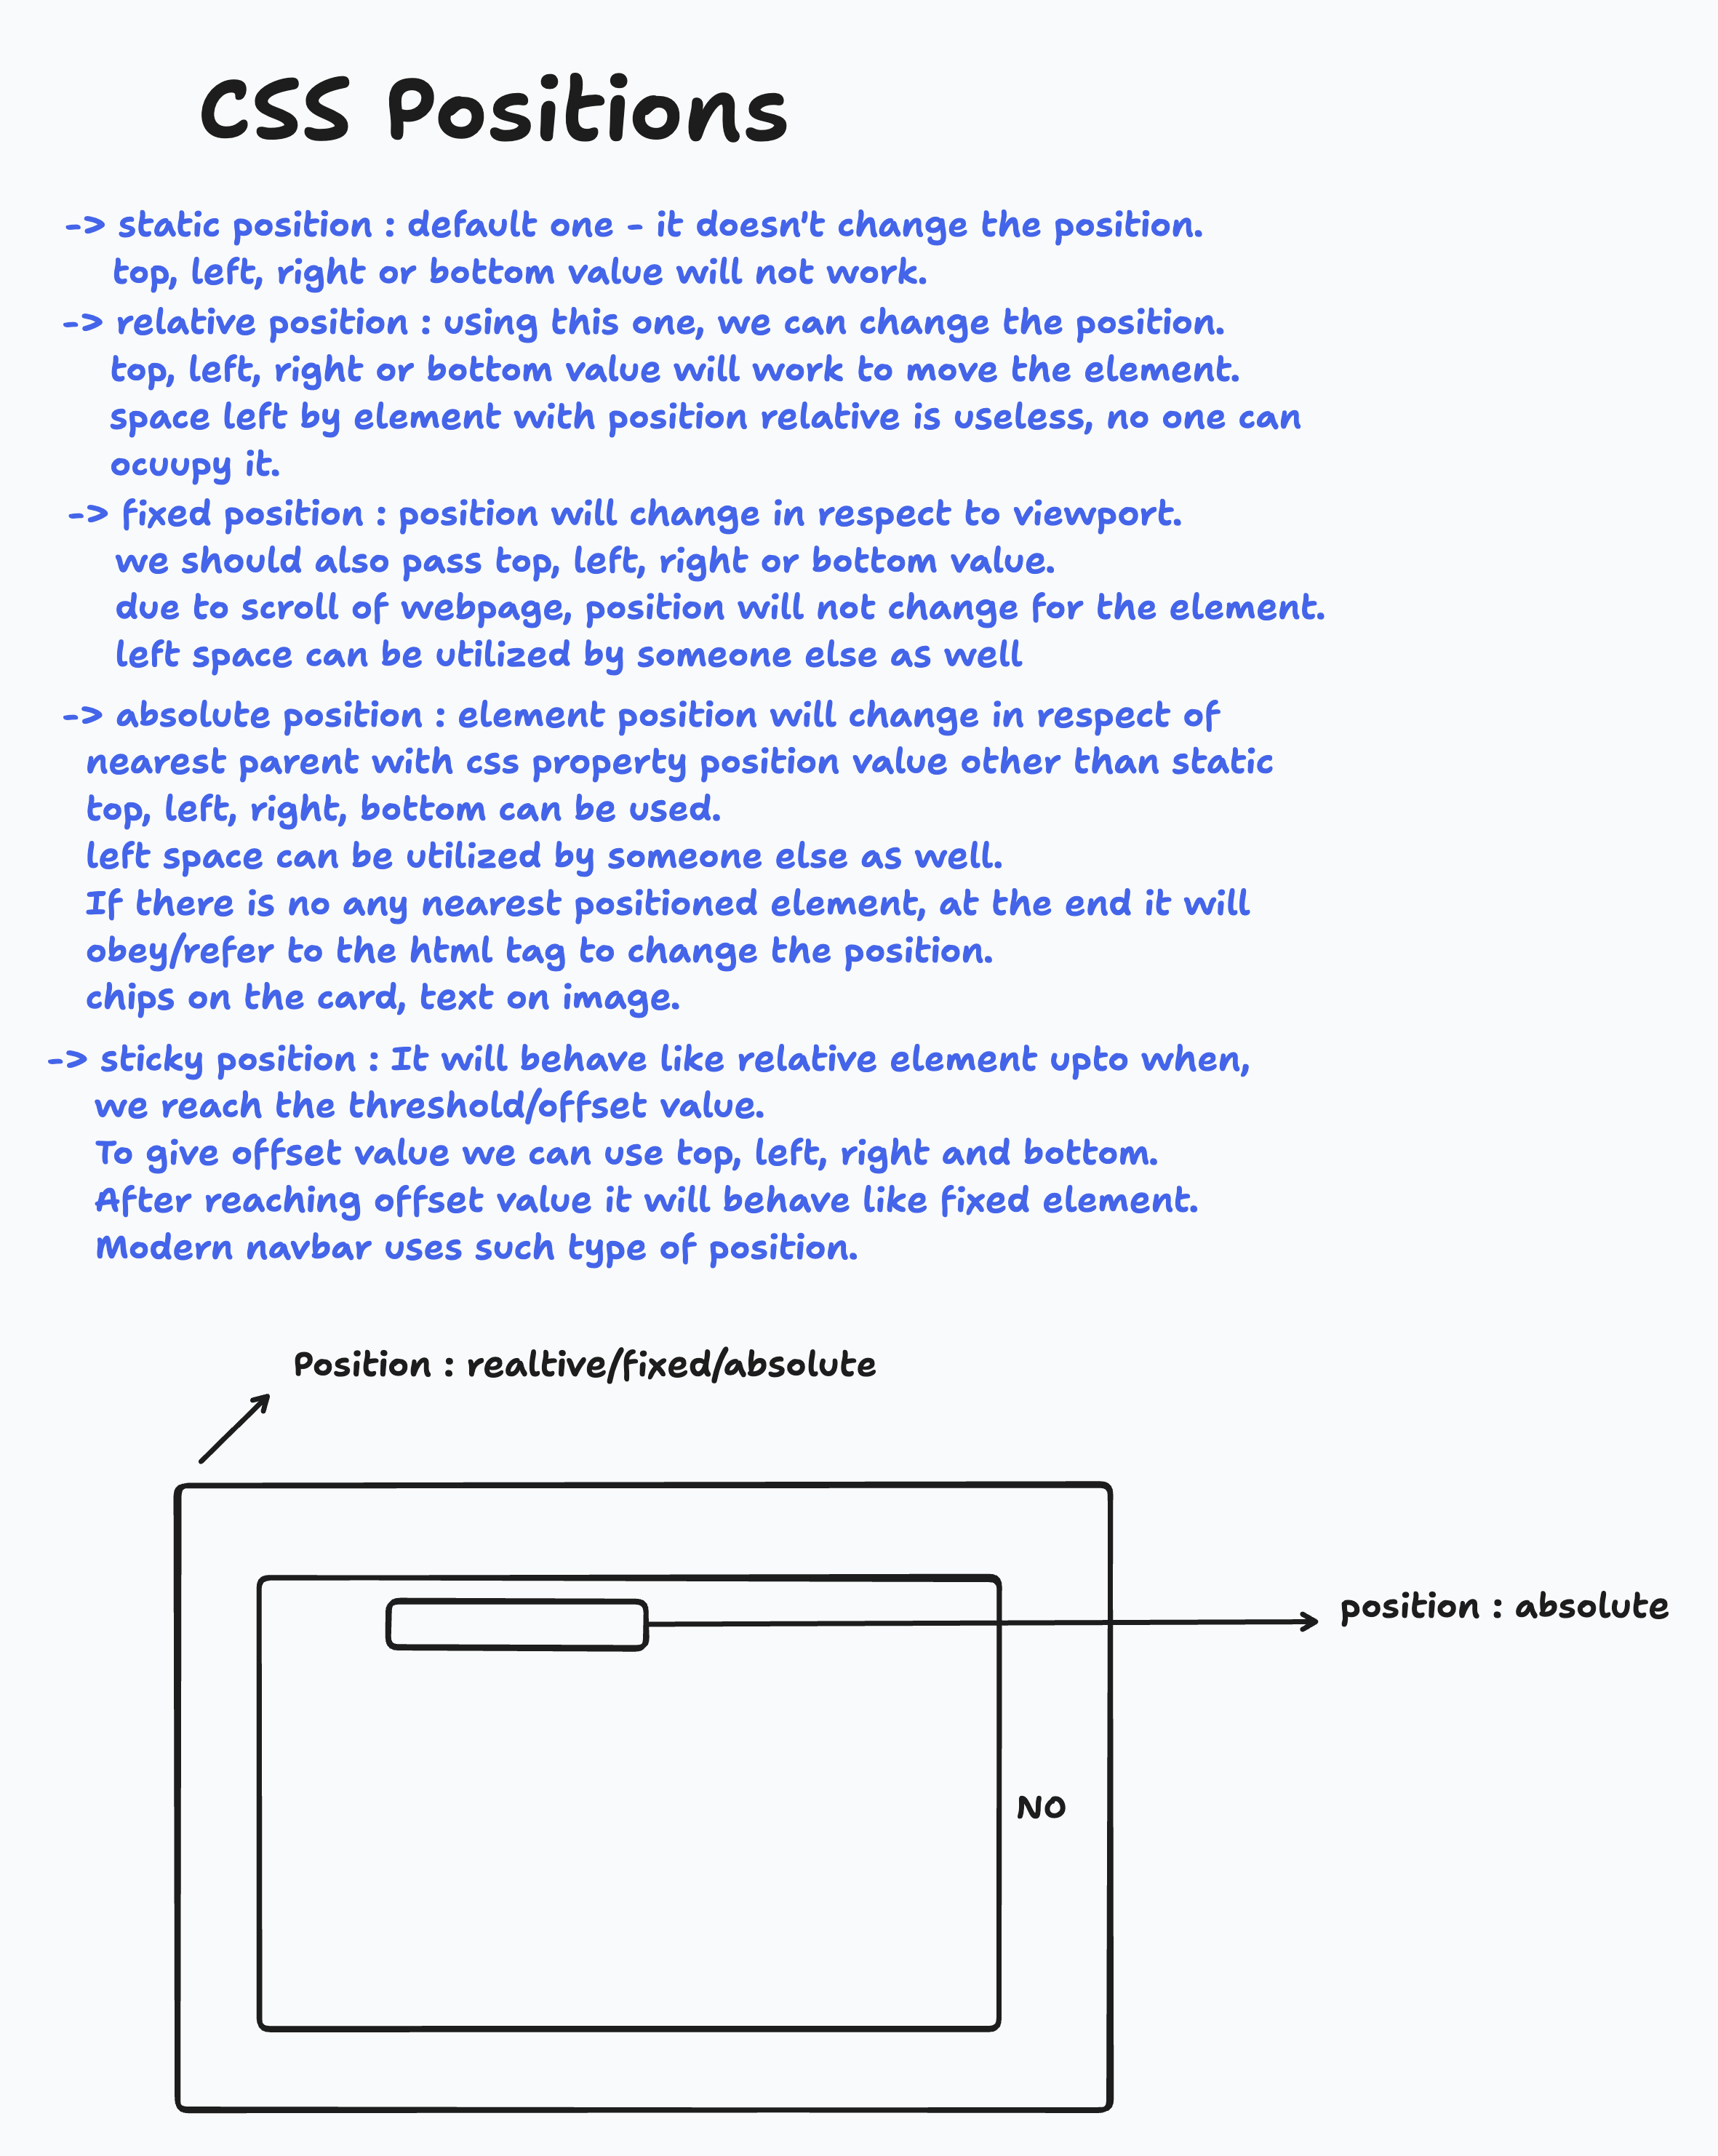 CSS Positions
-> static position : default one - it doesn't change the position.
top, left, right or bottom value will not work.
-> relative position : using this one, we can change the position.
top, left, right or bottom value will work to move the element.
space left by element with position relative is useless, no one can
ocuupy it.
-> fixed position : position will change in respect to viewport.
we should also pass top, left, right or bottom value.
due to scroll of webpage, position will not change for the element.
left space can be utilized by someone else as well
-> absolute position : element position will change in respect of
nearest parent with css property position value other than static
top, left, right, bottom can be used.
left space can be utilized by someone else as well.
If there is no any nearest positioned element, at the end it will
obey/refer to the html tag to change the position.
chips on the card, text on image.
-> sticky position : It will behave like relative element upto when,
we reach the threshold/offset value.
To give offset value we can use top, left, right and bottom.
After reaching offset value it will behave like fixed element.
Modern navbar uses such type of position.
Position : realtive/fixed/absolute
position : absolute
NO